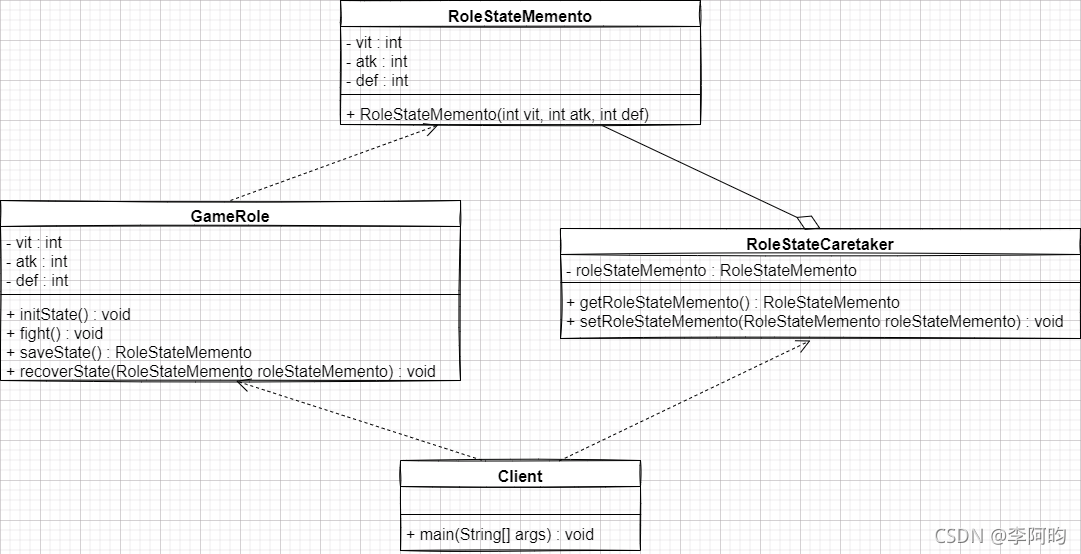 RoleStateMemento
- vit : int
- atk : int
- def : int
+ RoleStateMemento(int vit, int atk, int def)
GameRole
- vit : int
- atk : int
- def : int
+ initState() : void
+ fight() : void
+ saveState() : RoleStateMemento
+ recoverState(RoleStateMemento roleStateMemento) : void
RoleStateCaretaker
- roleStateMemento : RoleStateMemento
+ getRoleStateMemento() : RoleStateMemento
+ setRoleStateMemento(RoleStateMemento roleStateMemento) : void
Client
+ main(String[] args) : void
CSDN @李阿昀